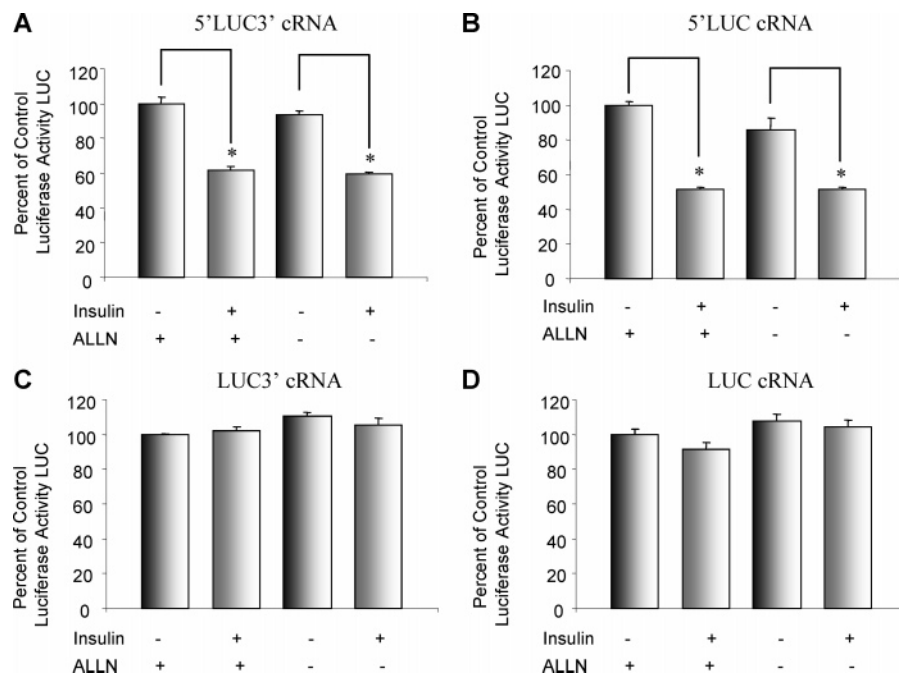 A
5'LUC3' cRNA
Percent of Control
Luciferase Activity LUC
120
100
80
60
40
20
0
*
*
Insulin - + - +
ALLN + + - -
B
5'LUC cRNA
Percent of Control
Luciferase Activity LUC
120
100
80
60
40
20
0
*
*
Insulin - + - +
ALLN + + - -
C
LUC3' cRNA
Percent of Control
Luciferase Activity LUC
120
100
80
60
40
20
0
Insulin - + - +
ALLN + + - -
D
LUC cRNA
Percent of Control
Luciferase Activity LUC
120
100
80
60
40
20
0
Insulin - + - +
ALLN + + - -